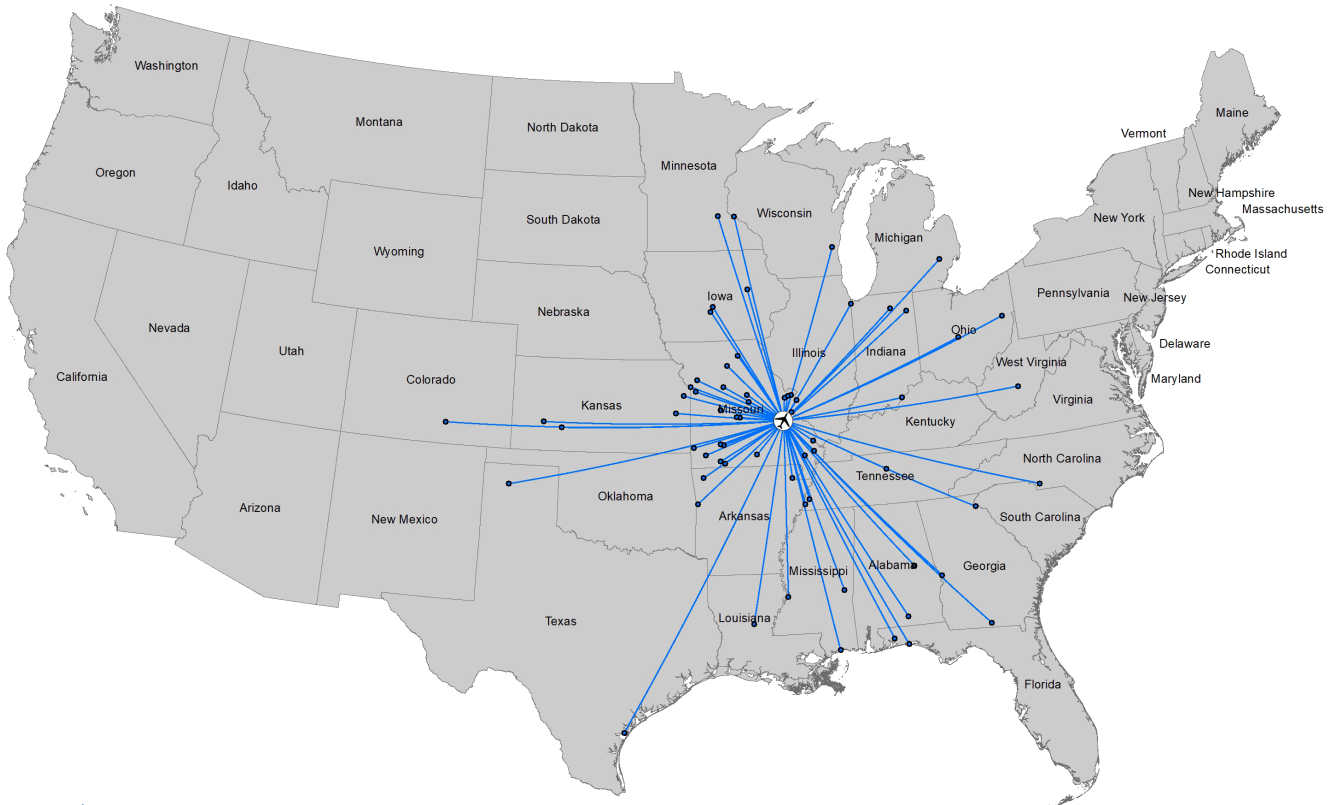 Washington
Montana
North Dakota
Minnesota
Maine
Vermont
Oregon
Idaho
New Hampshire
Massachusetts
South Dakota
Wisconsin
New York
Michigan
Wyoming
Rhode Island
Connecticut
Iowa
Pennsylvania
New Jersey
Nebraska
Nevada
Ohio
Delaware
Utah
Illinois
Indiana
West Virginia
California
Colorado
Maryland
Kansas
Missouri
Virginia
Kentucky
North Carolina
Tennessee
Oklahoma
Arizona
New Mexico
Arkansas
South Carolina
Mississippi
Alabama
Georgia
Texas
Louisiana
Florida